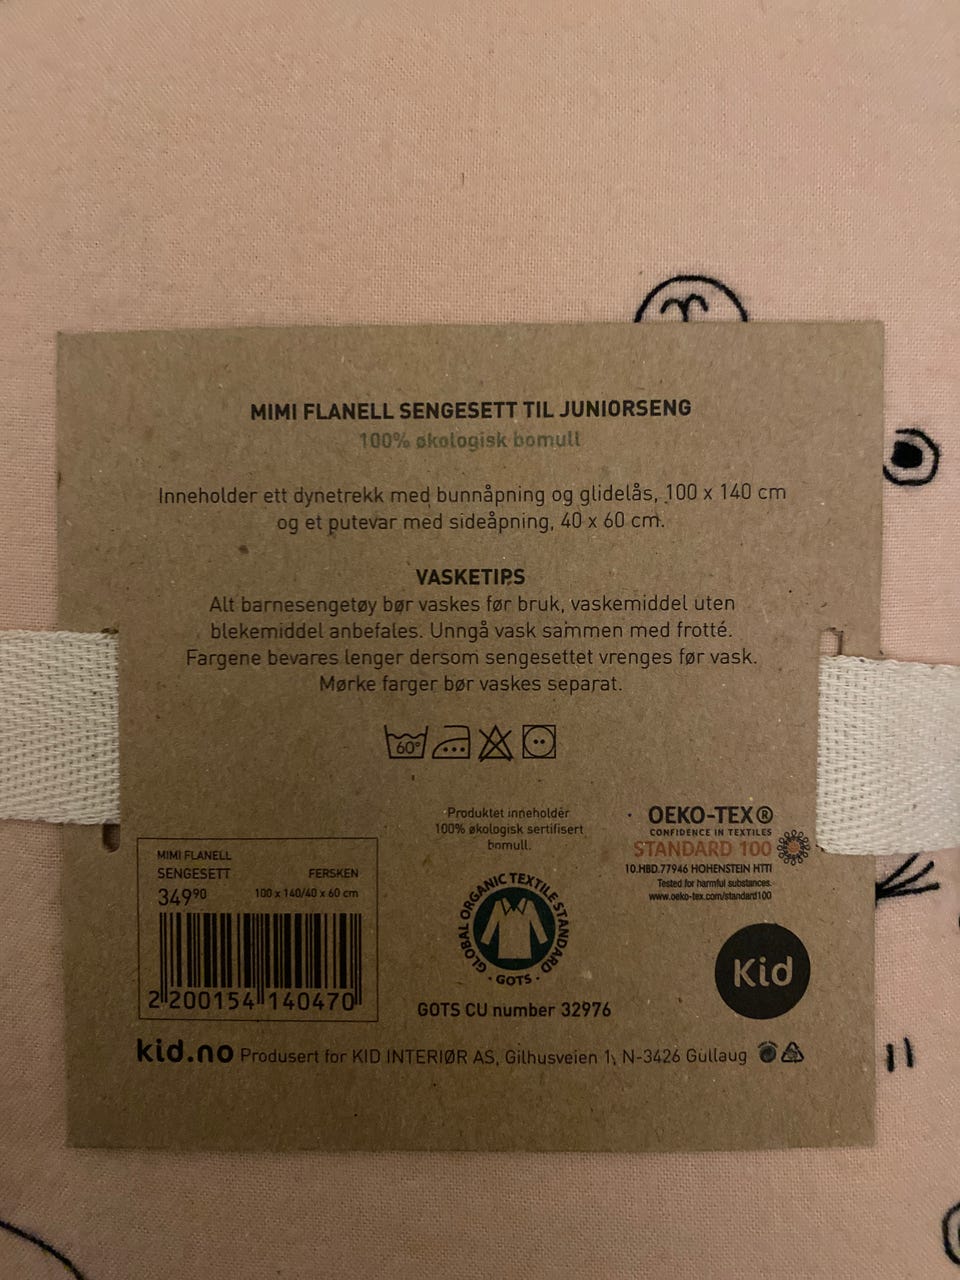 MIMI FLANELL SENGESETT TIL JUNIORSENG
100% økologisk bomull
Inneholder ett dynetrekk med bunnåpning og glidelås, 100 x 140 cm
og et putevar med sideåpning, 40 x 60 cm.
VASKETIPS
Alt barnesengetøy bør vaskes før bruk, vaskemiddel uten
blekemiddel anbefales. Unngå vask sammen med frotté.
Fargene bevares lenger dersom sengesettet vrenges før vask.
Mørke farger bør vaskes separat.
60°
MIMI FLANELL
SENGESETT FERSKEN
349⁹⁰ 100 x 140/40 x 60 cm
2 200154 140470
Produktet inneholder
100% økologisk sertifisert
bomull.
GLOBAL ORGANIC TEXTILE STANDARD
· GOTS ·
GOTS CU number 32976
OEKO-TEX®
CONFIDENCE IN TEXTILES
STANDARD 100
10.HBD.77946 HOHENSTEIN HTTI
Tested for harmful substances.
www.oeko-tex.com/standard100
Kid
kid.no Produsert for KID INTERIØR AS, Gilhusveien 1, N-3426 Gullaug